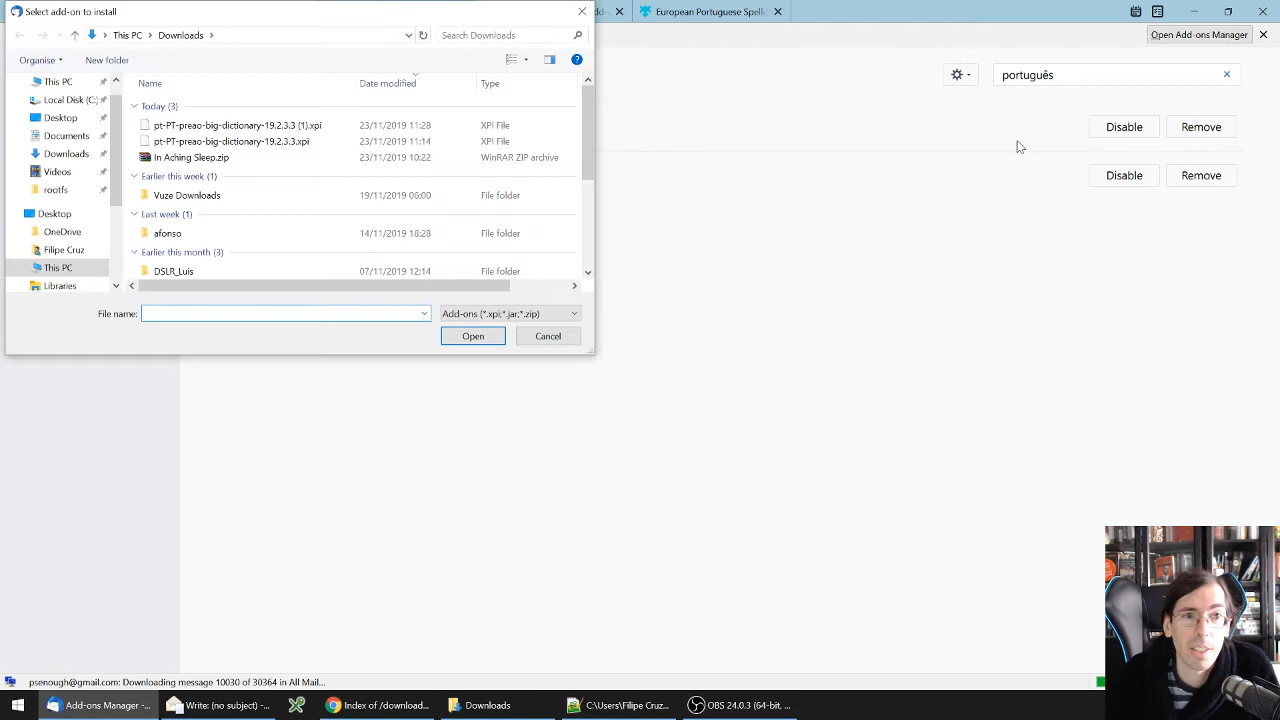 Select add-on to install
European Portuguese Spell
Open Add-ons Manager
This PC > Downloads >
Search Downloads
Organise
New folder
Name
Date modified
Type
This PC
Local Disk (C:)
Desktop
Documents
Downloads
Videos
rootfs
Desktop
OneDrive
Filipe Cruz
This PC
Libraries
Today (3)
pt-PT-preao-big-dictionary-19.2.3.3 (1).xpi 23/11/2019 11:28 XPI File
pt-PT-preao-big-dictionary-19.2.3.3.xpi 23/11/2019 11:14 XPI File
In Aching Sleep.zip 23/11/2019 10:22 WinRAR ZIP archive
Earlier this week (1)
Vuze Downloads 19/11/2019 06:00 File folder
Last week (1)
afonso 14/11/2019 18:28 File folder
Earlier this month (3)
DSLR_Luis 07/11/2019 12:14 File folder
File name:
Add-ons (*.xpi;*.jar;*.zip)
Open
Cancel
português
Disable
Remove
Disable
Remove
psenough@gmail.com: Downloading message 10030 of 30364 in All Mail...
Add-ons Manager -...
Write: (no subject) -...
Index of /download...
Downloads
C:\Users\Filipe Cruz...
OBS 24.0.3 (64-bit, ...